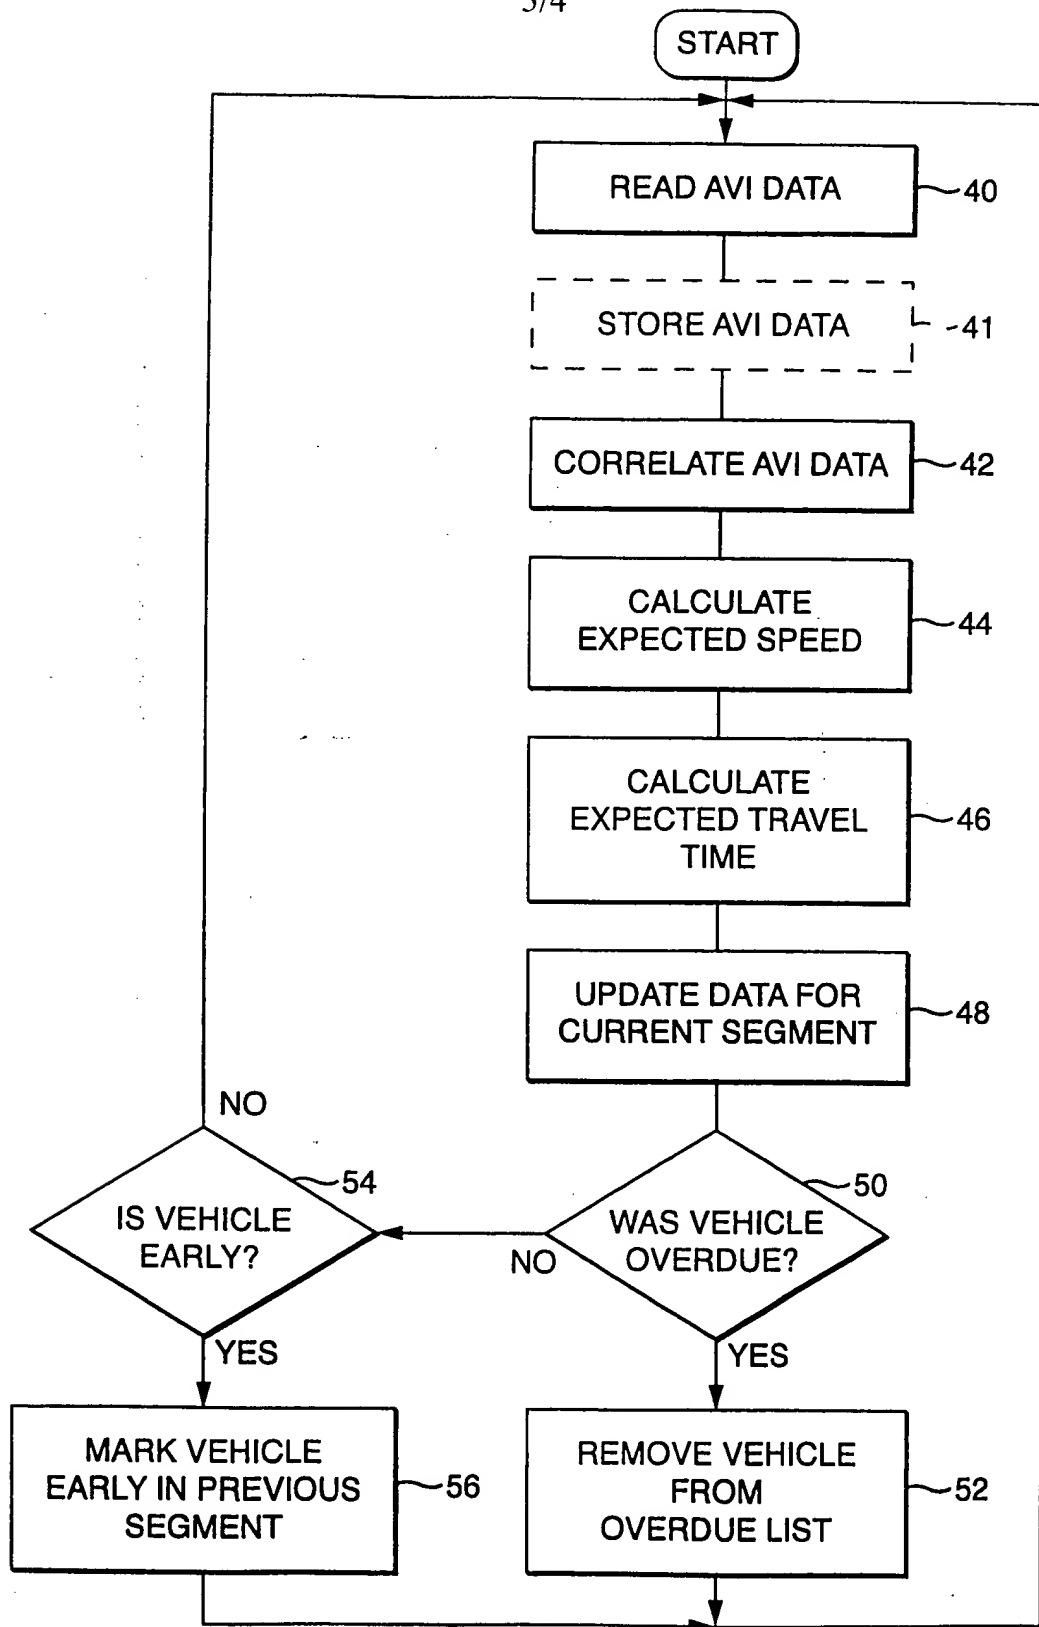 START
READ AVI DATA
40
STORE AVI DATA
41
CORRELATE AVI DATA
42
CALCULATE
EXPECTED SPEED
44
CALCULATE
EXPECTED TRAVEL
TIME
46
UPDATE DATA FOR
CURRENT SEGMENT
48
NO
54
IS VEHICLE
EARLY?
50
WAS VEHICLE
OVERDUE?
NO
YES
YES
MARK VEHICLE
EARLY IN PREVIOUS
SEGMENT
56
REMOVE VEHICLE
FROM
OVERDUE LIST
52